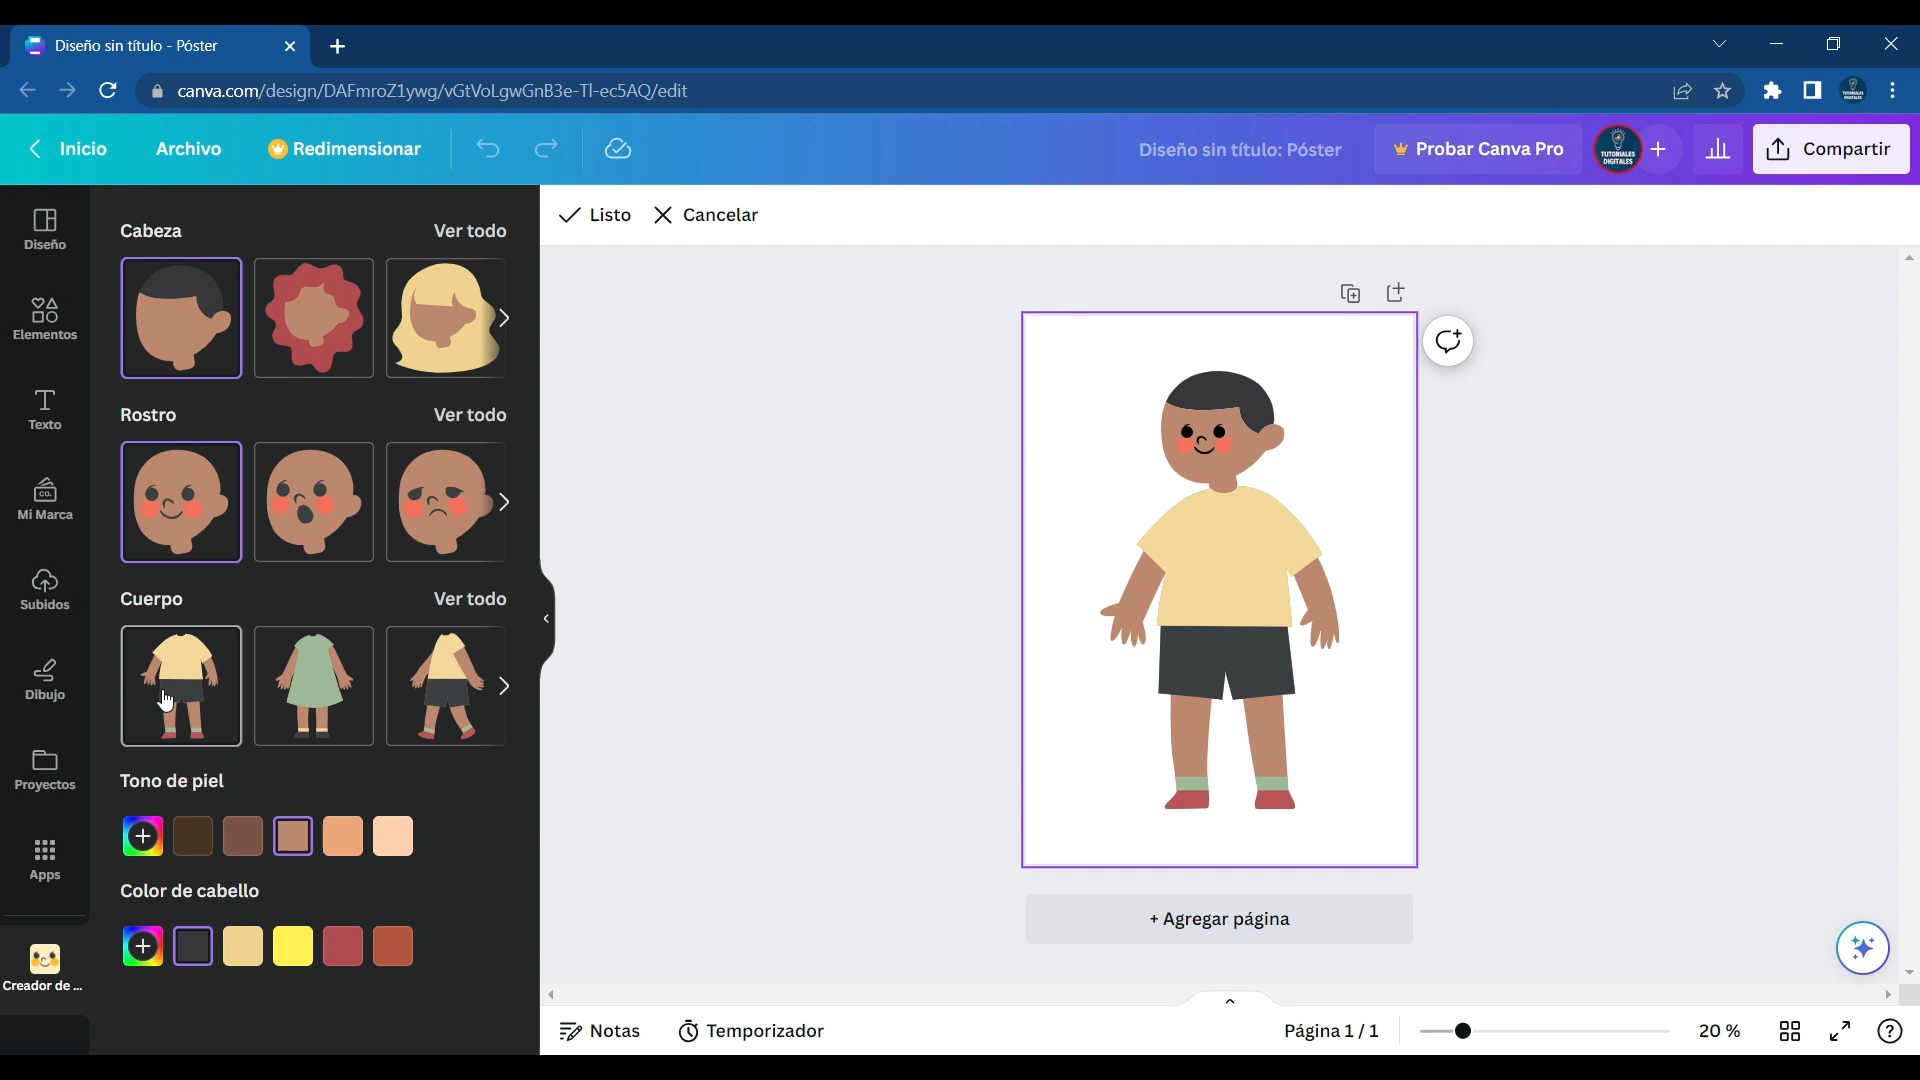 Diseño sin título - Póster
canva.com/design/DAFmroZ1ywg/vGtVoLgwGnB3e-Tl-ec5AQ/edit
Inicio
Archivo
Redimensionar
Diseño sin título: Póster
Probar Canva Pro
TUTORIALES DIGITALES
Compartir
Diseño
Elementos
Texto
CO.
Mi Marca
Subidos
Dibujo
Proyectos
Apps
Creador de ...
Cabeza
Ver todo
Rostro
Ver todo
Cuerpo
Ver todo
Tono de piel
Color de cabello
Listo
Cancelar
+ Agregar página
Notas
Temporizador
Página 1 / 1
20 %